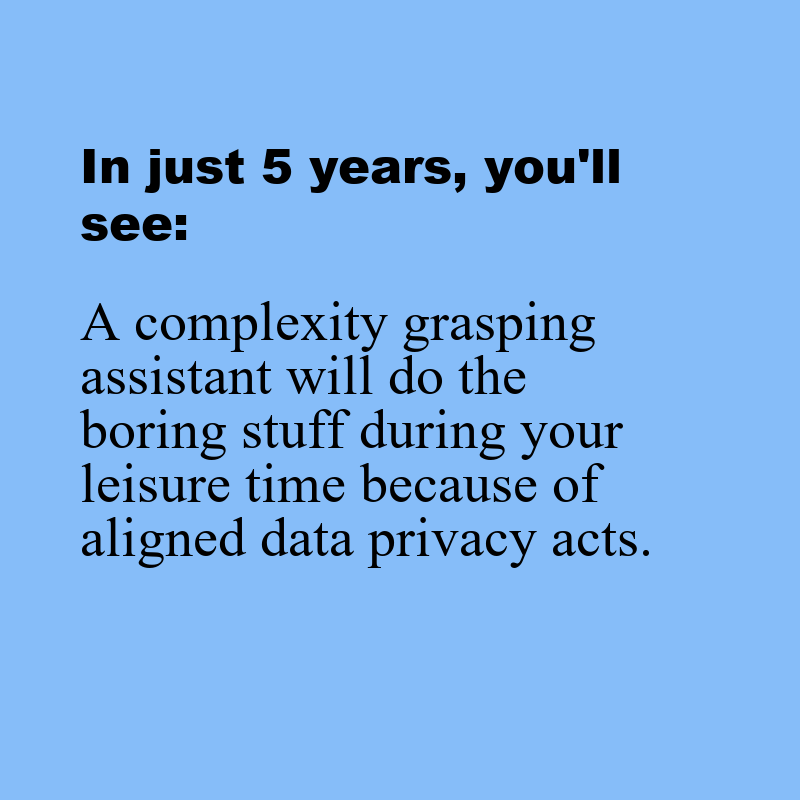 In just 5 years, you'll
see:
A complexity grasping
assistant will do the
boring stuff during your
leisure time because of
aligned data privacy acts.